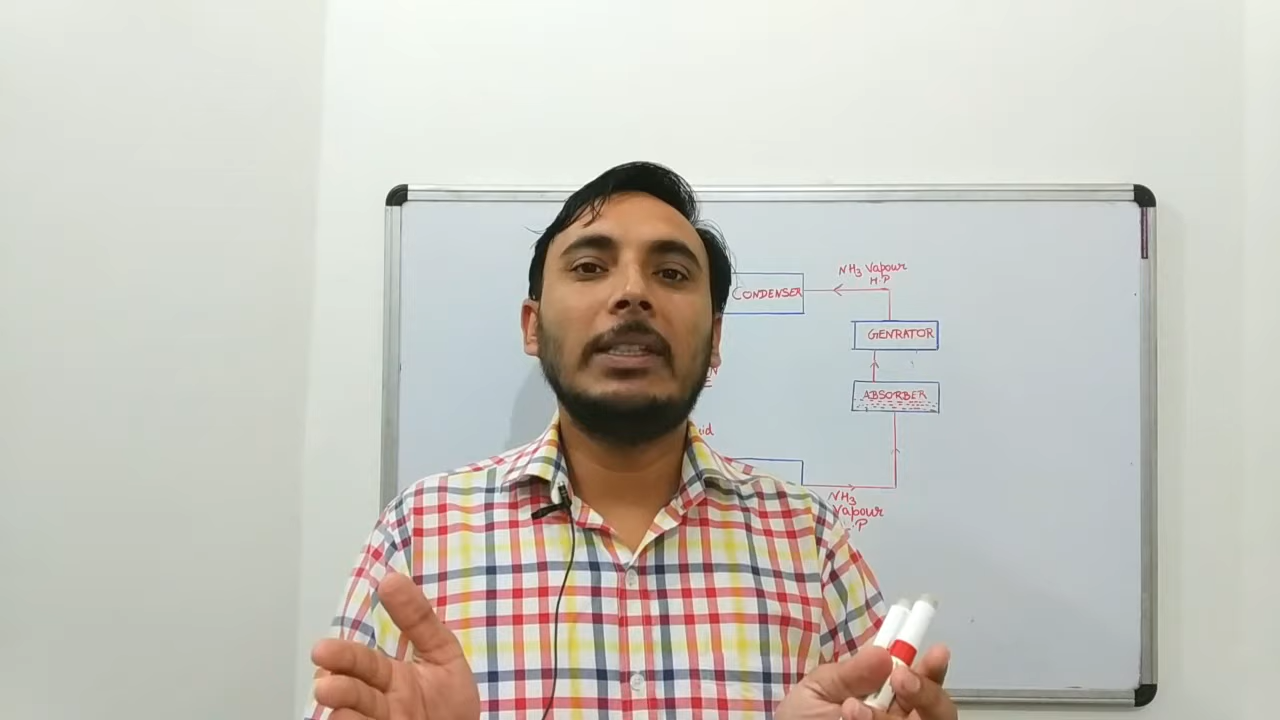 NH3 Vapour
H.P
CONDENSER
GENRATOR
ABSORBER
NH3
Vapour